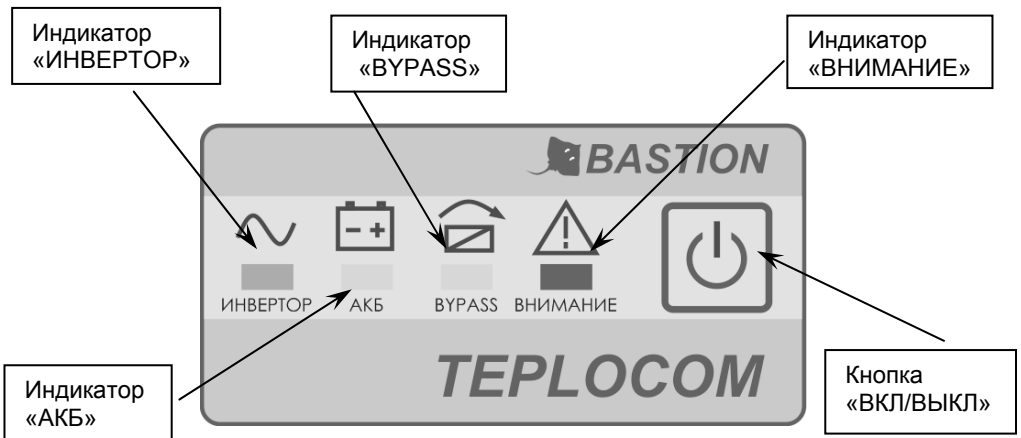 Индикатор
«ИНВЕРТОР»
Индикатор
«BYPASS»
Индикатор
«ВНИМАНИЕ»
BASTION
ИНВЕРТОР АКБ BYPASS ВНИМАНИЕ
TEPLOCOM
Индикатор
«АКБ»
Кнопка
«ВКЛ/ВЫКЛ»